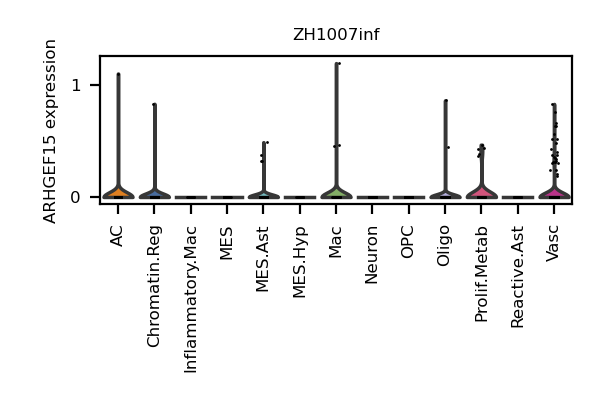 ZH1007inf
ARHGEF15 expression
1
0
AC
Chromatin.Reg
Inflammatory.Mac
MES
MES.Ast
MES.Hyp
Mac
Neuron
OPC
Oligo
Prolif.Metab
Reactive.Ast
Vasc